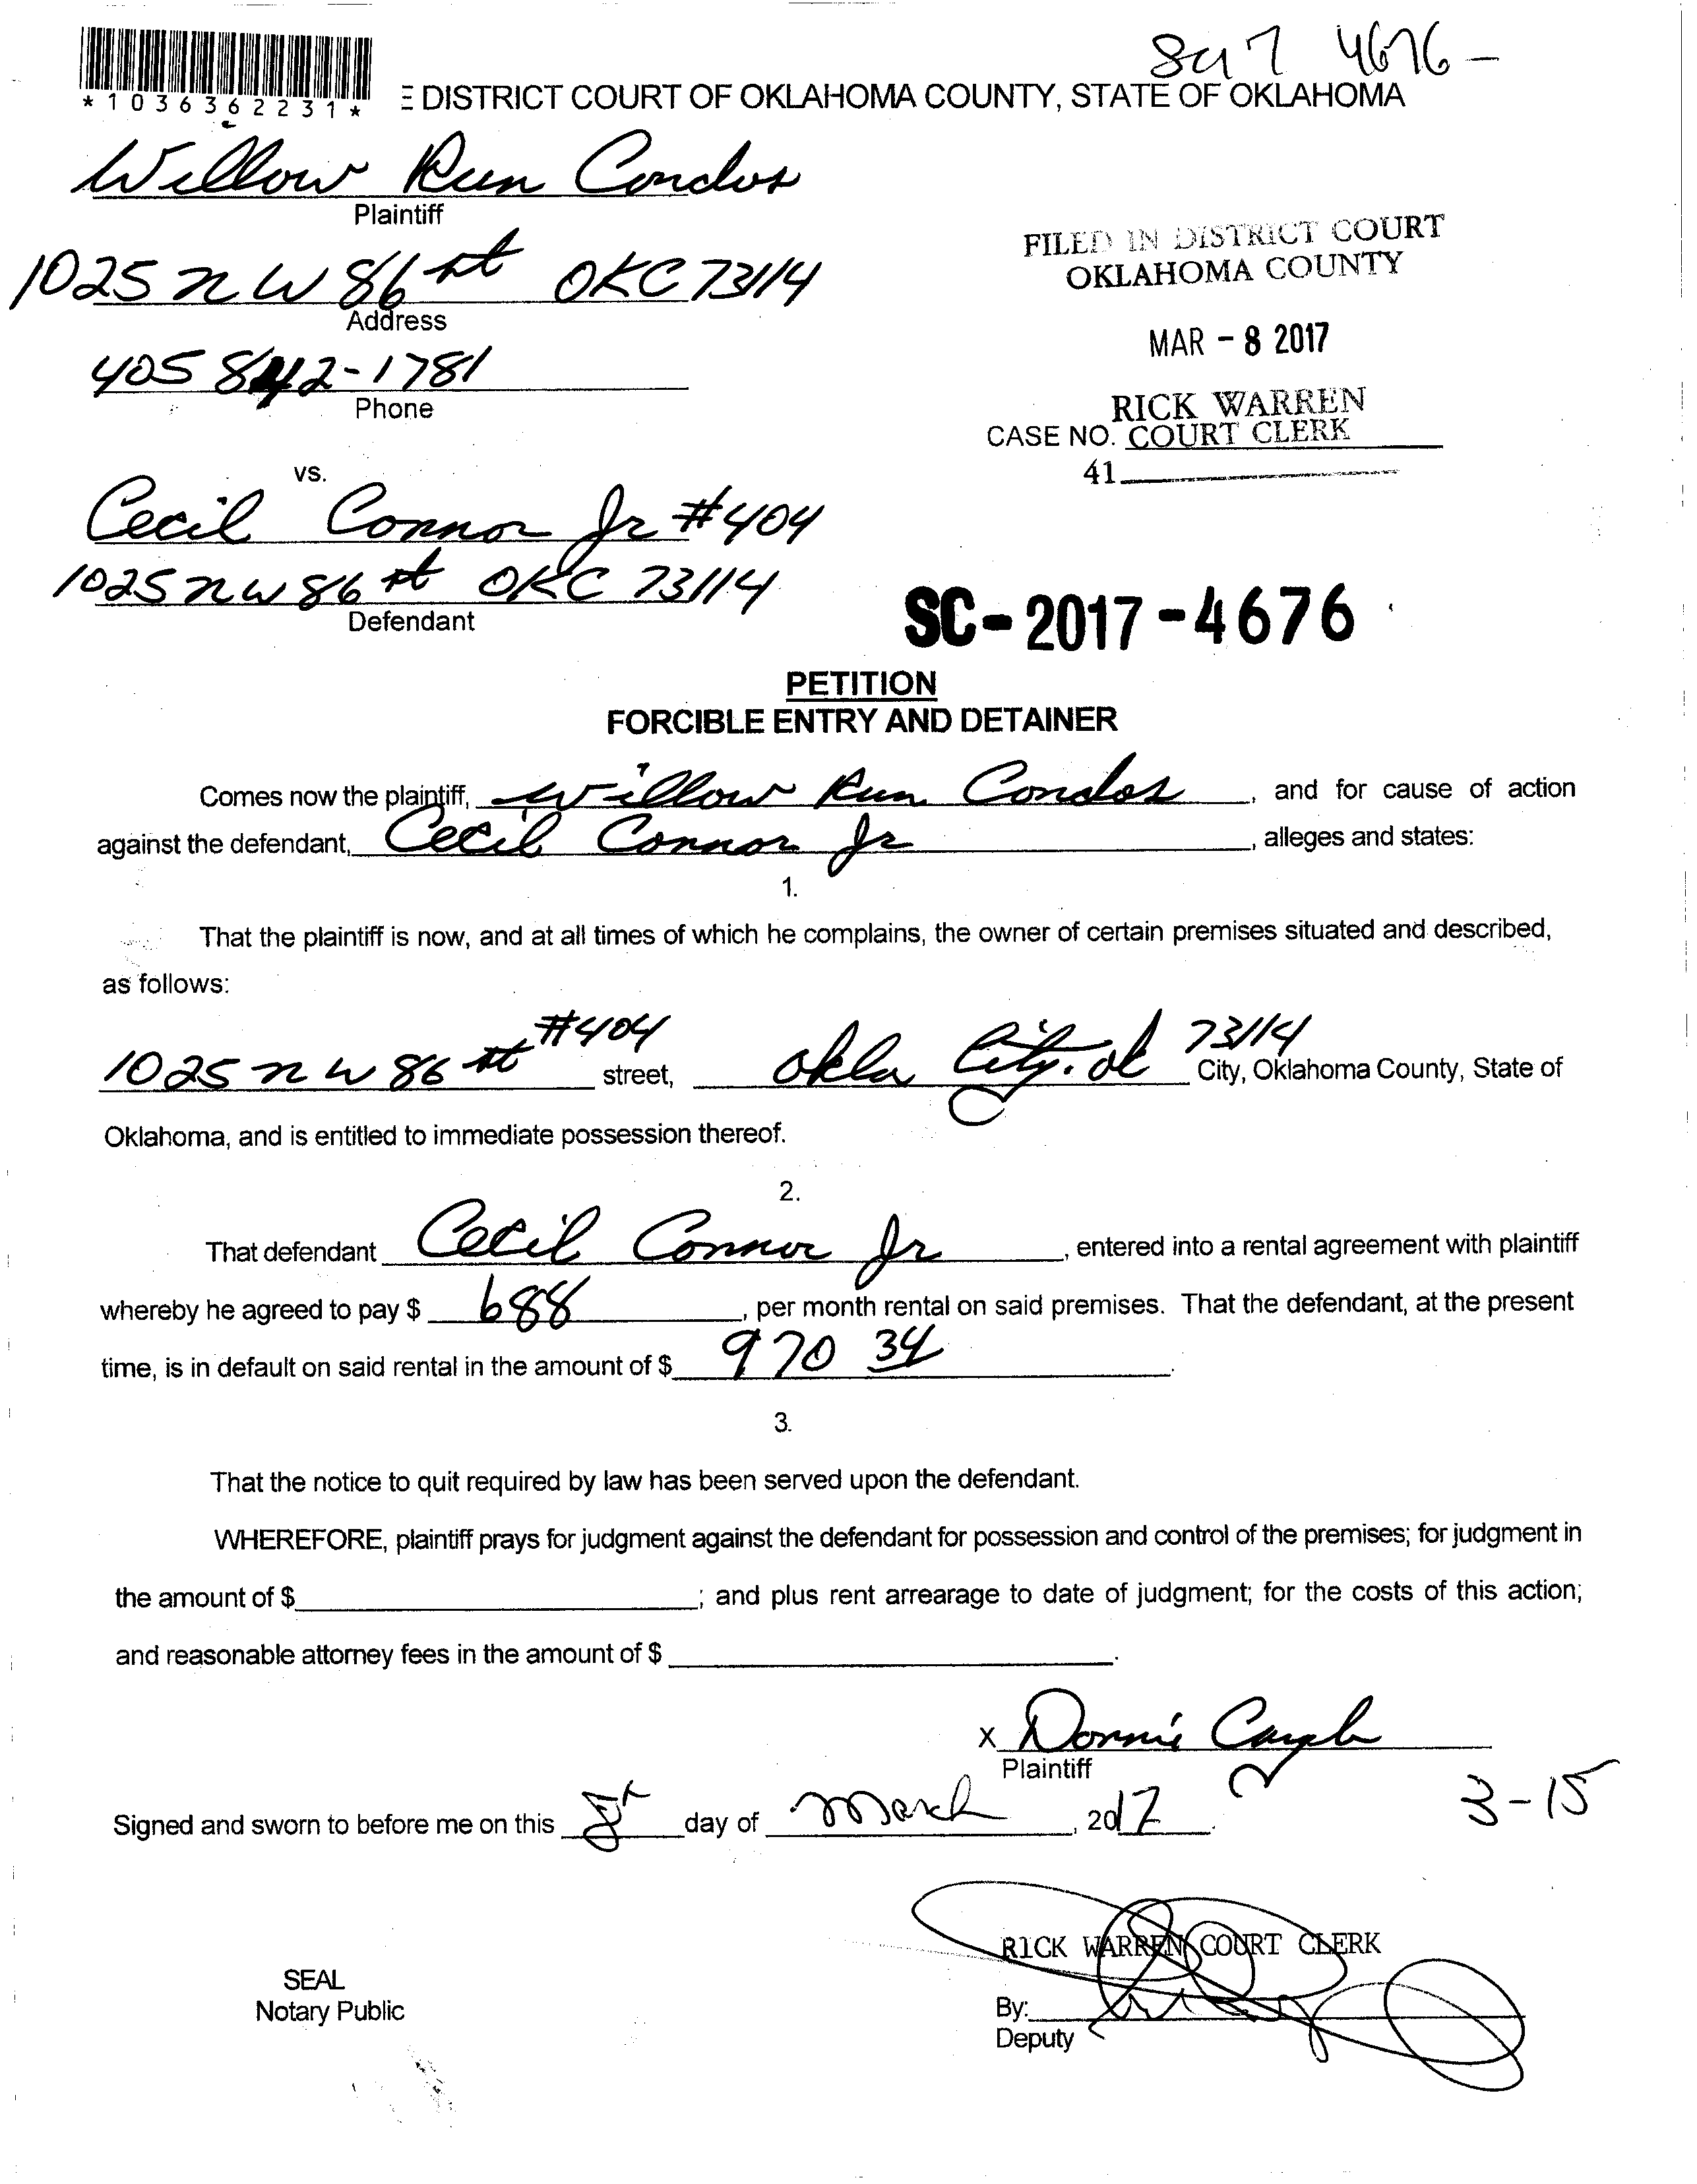 4676 –
*1036362231*
DISTRICT COURT OF OKLAHOMA COUNTY, STATE OF OKLAHOMA
Willow Run Condos
Plaintiff
1025 NW 86 st OKC 73114
Address
405 842-1781
Phone
FILED IN DISTRICT COURT
OKLAHOMA COUNTY
MAR - 8 2017
RICK WARREN
CASE NO. COURT CLERK
41
vs.
Cecil Connor Jr #404
1025 NW 86 st OKC 73114
Defendant
SC-2017-4676
PETITION
FORCIBLE ENTRY AND DETAINER
Comes now the plaintiff, Willow Run Condos, and for cause of action
against the defendant, Cecil Connor Jr, alleges and states:
1.
That the plaintiff is now, and at all times of which he complains, the owner of certain premises situated and described,
as follows:
1025 NW 86 st #404 street, Okla City. ok 73114 City, Oklahoma County, State of
Oklahoma, and is entitled to immediate possession thereof.
2.
That defendant Cecil Connor Jr, entered into a rental agreement with plaintiff
whereby he agreed to pay $ 688, per month rental on said premises. That the defendant, at the present
time, is in default on said rental in the amount of $ 970 34.
3.
That the notice to quit required by law has been served upon the defendant.
WHEREFORE, plaintiff prays for judgment against the defendant for possession and control of the premises; for judgment in
the amount of $ ; and plus rent arrearage to date of judgment; for the costs of this action;
and reasonable attorney fees in the amount of $ .
X Donnie
Plaintiff
3-15
Signed and sworn to before me on this 8th day of March, 2017.
RICK WARREN COURT CLERK
SEAL
Notary Public
By:
Deputy